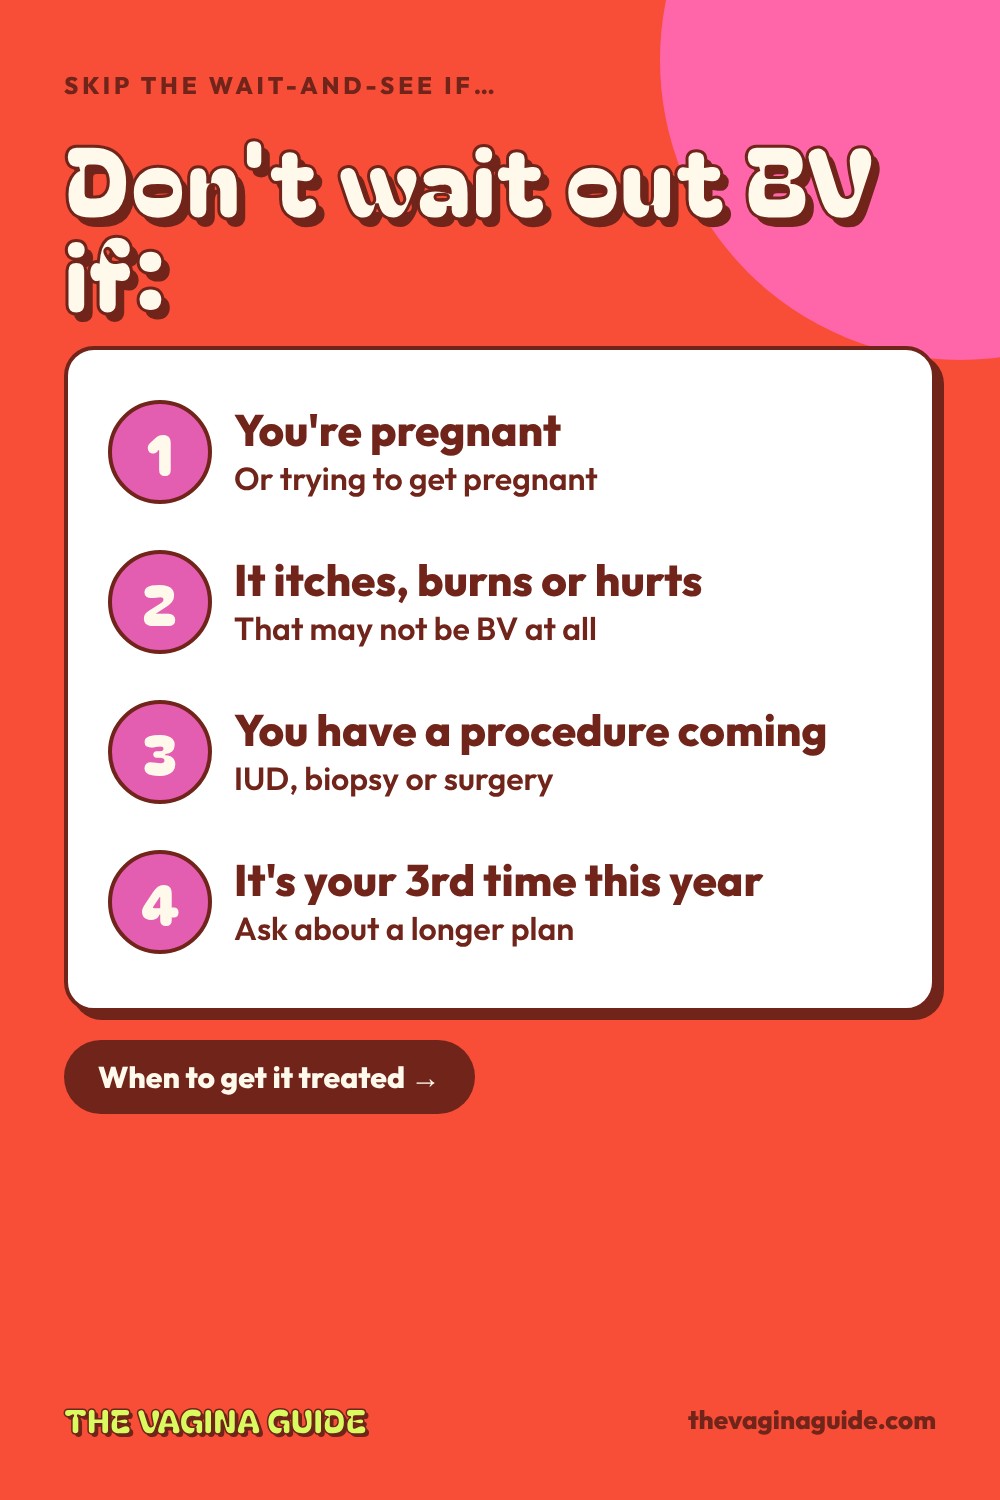 SKIP THE WAIT-AND-SEE IF…
Don't wait out BV
if:
1
You're pregnant
Or trying to get pregnant
2
It itches, burns or hurts
That may not be BV at all
3
You have a procedure coming
IUD, biopsy or surgery
4
It's your 3rd time this year
Ask about a longer plan
When to get it treated →
THE VAGINA GUIDE
thevaginaguide.com